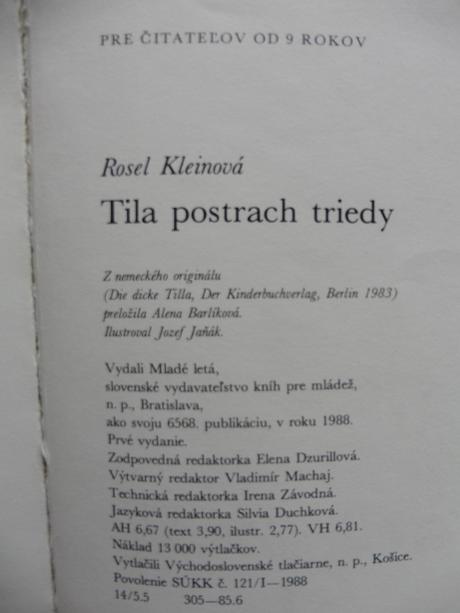 PRE ČITATEĽOV OD 9 ROKOV
Rosel Kleinová
Tila postrach triedy
Z nemeckého originálu
(Die dicke Tilla, Der Kinderbuchverlag, Berlin 1983)
preložila Alena Barlíková.
Ilustroval Jozef Jaňák.
Vydali Mladé letá,
slovenské vydavateľstvo kníh pre mládež,
n. p., Bratislava,
ako svoju 6568. publikáciu, v roku 1988.
Prvé vydanie.
Zodpovedná redaktorka Elena Dzurillová.
Výtvarný redaktor Vladimír Machaj.
Technická redaktorka Irena Závodná.
Jazyková redaktorka Silvia Duchková.
AH 6,67 (text 3,90, ilustr. 2,77). VH 6,81.
Náklad 13 000 výtlačkov.
Vytlačili Východoslovenské tlačiarne, n. p., Košice.
Povolenie SÚKK č. 121/I—1988
14/5.5 305—85.6